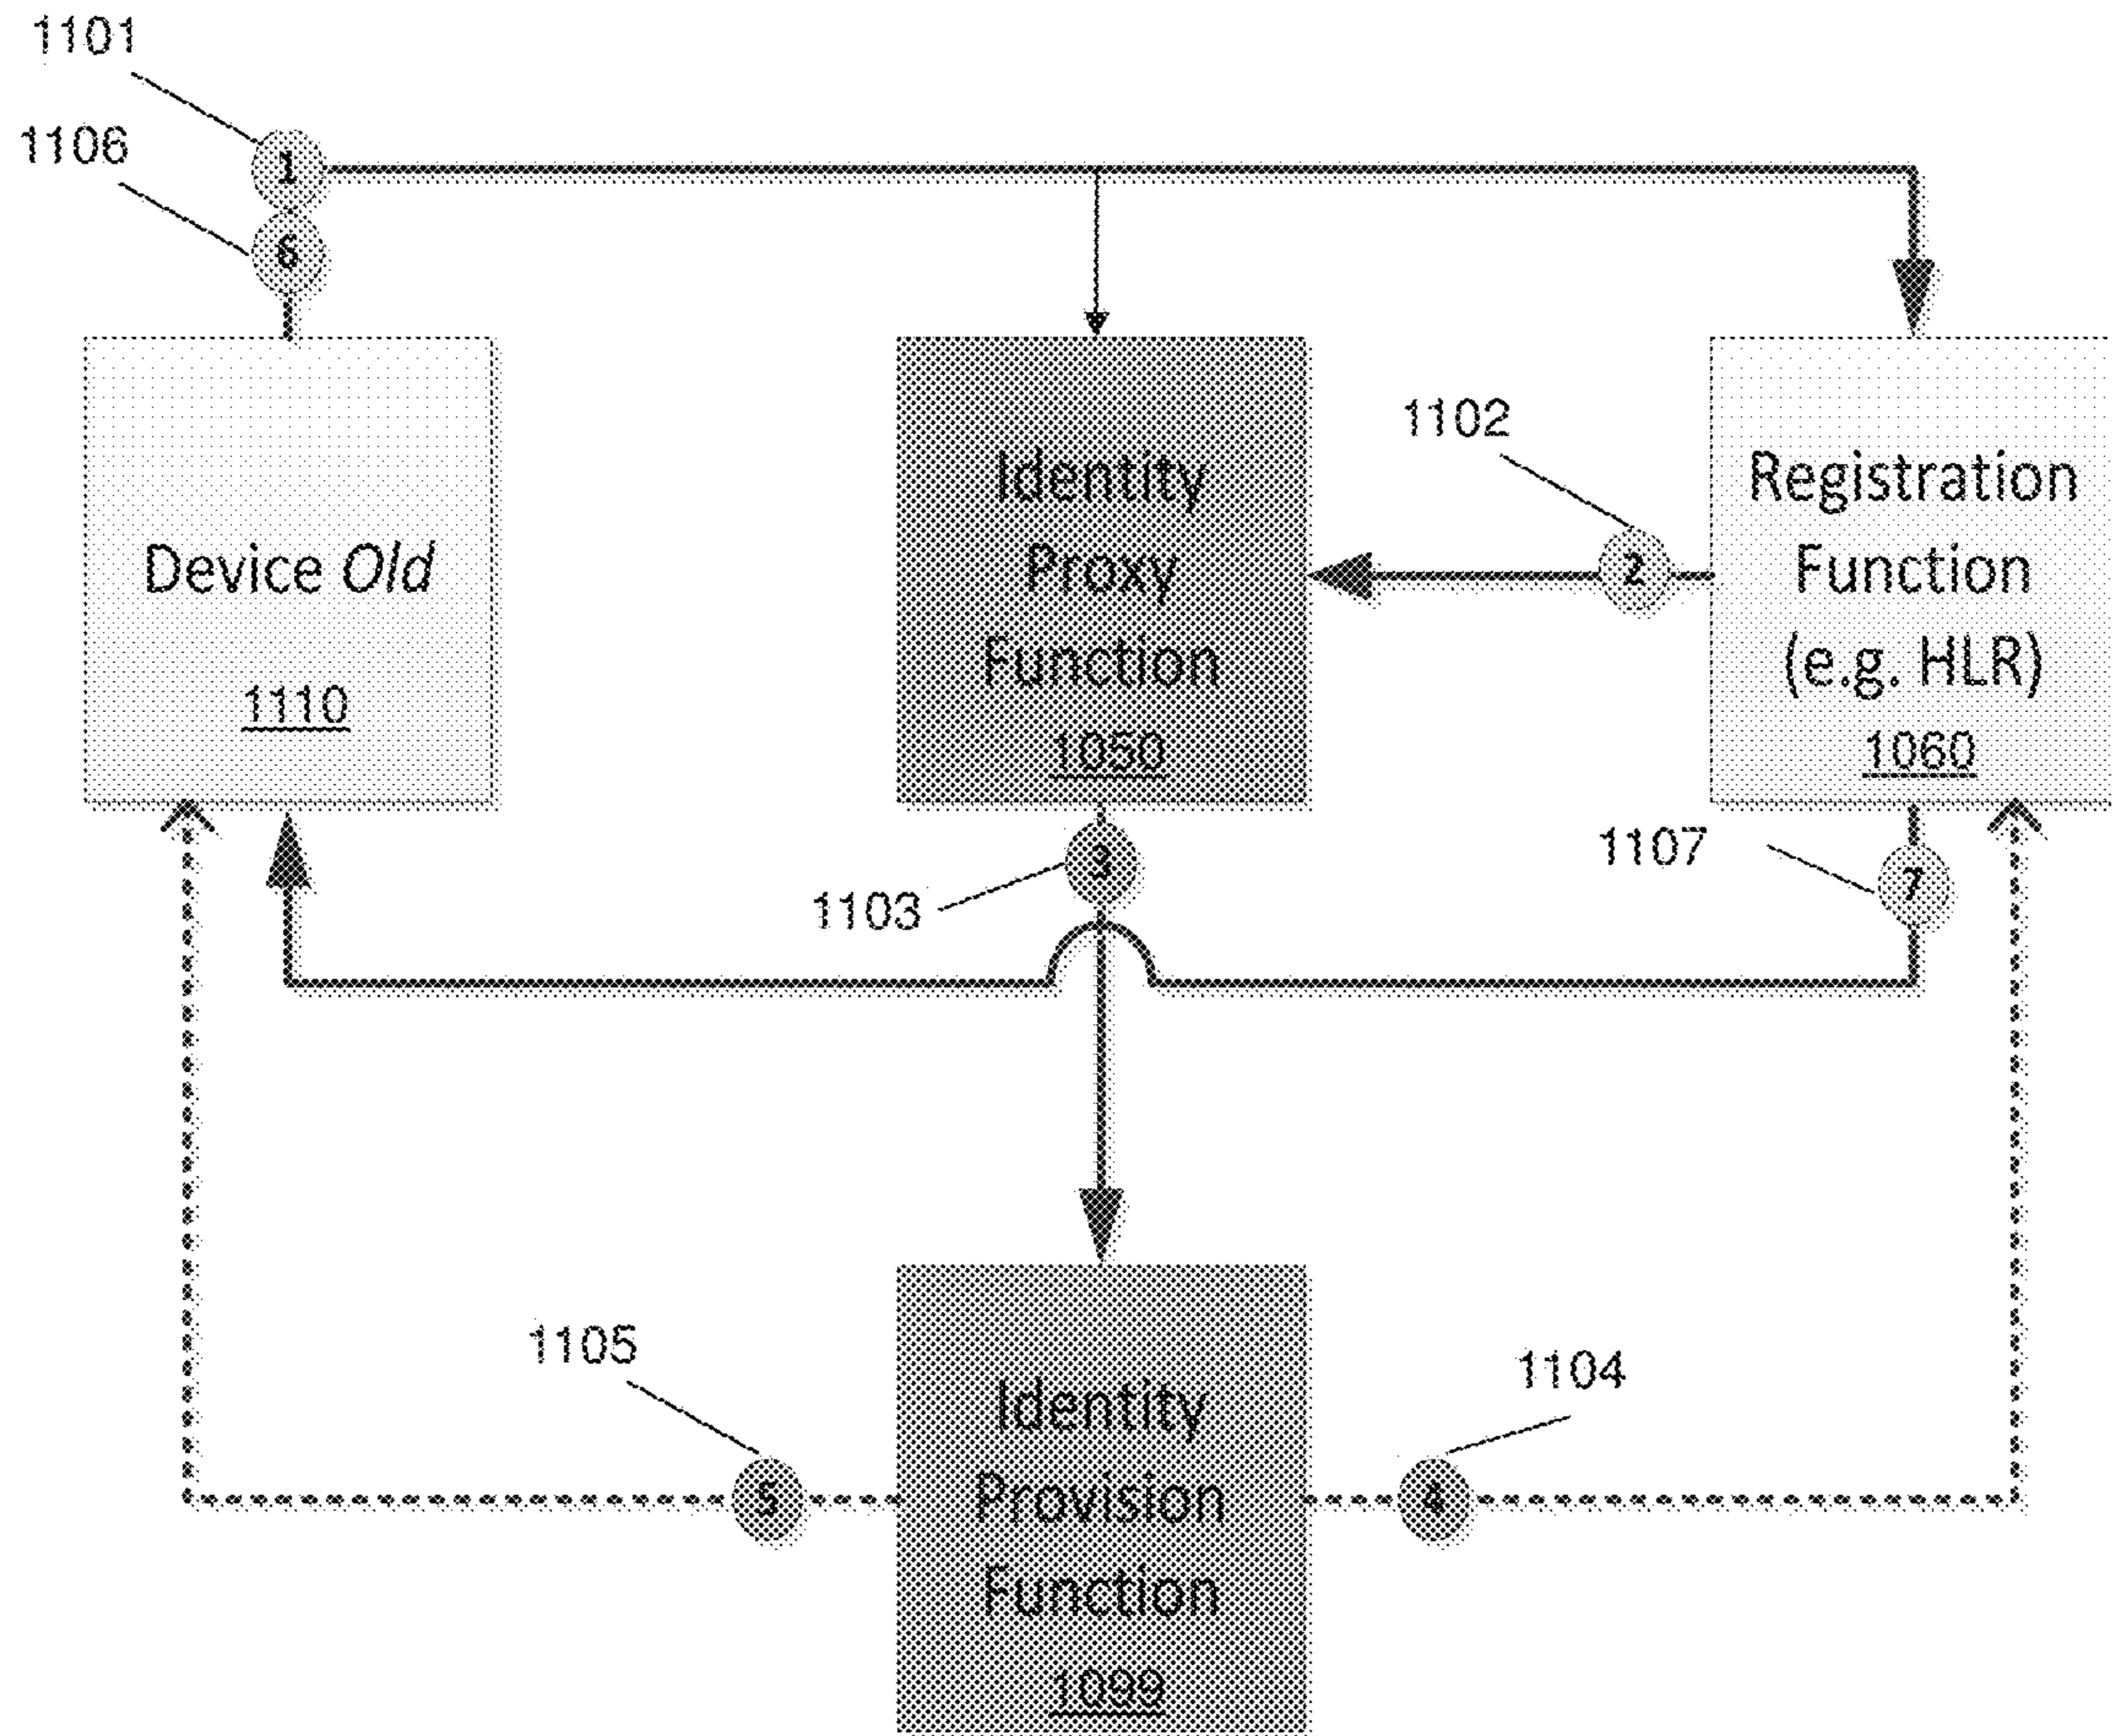 1101
1
1106
6
Device Old
1110
Identity
Proxy
Function
1050
1102
2
Registration
Function
(e.g. HLR)
1060
3
1103
1107
7
1105
5
Identity
Provision
Function
1099
1104
4